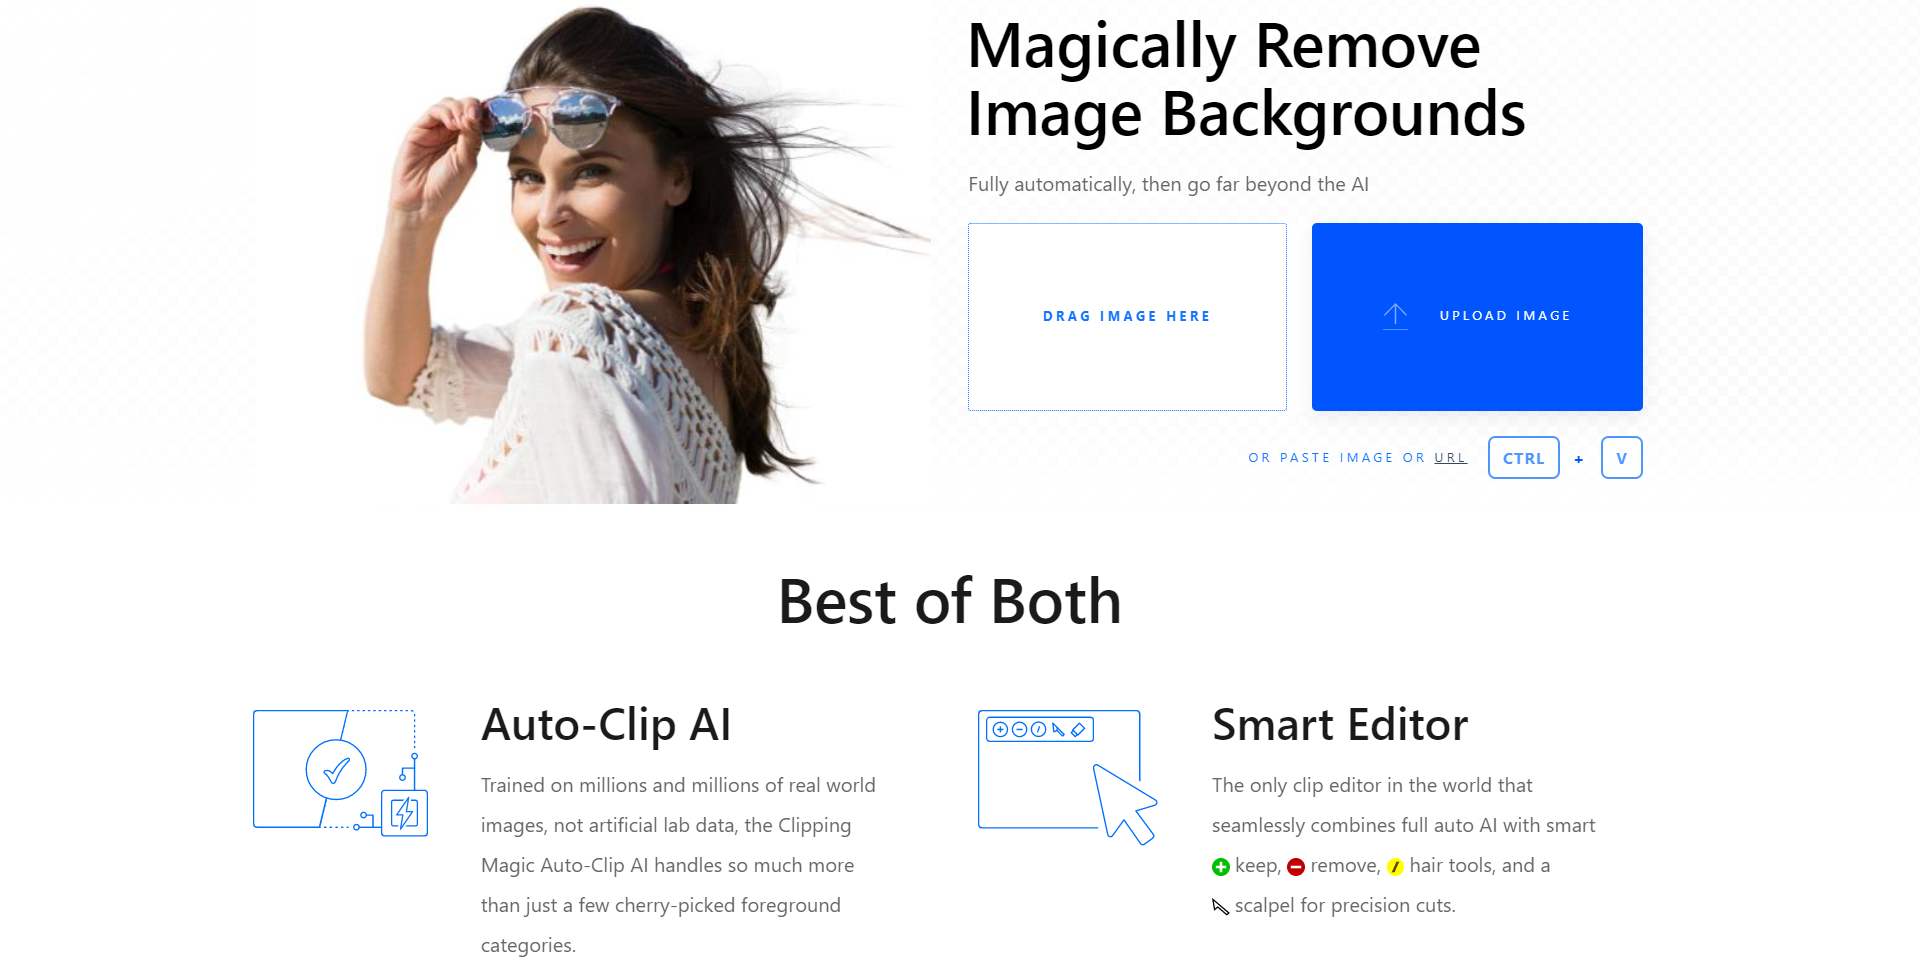 Magically Remove
Image Backgrounds
Fully automatically, then go far beyond the AI
DRAG IMAGE HERE
UPLOAD IMAGE
OR PASTE IMAGE OR URL CTRL + V
Best of Both
Auto-Clip AI
Trained on millions and millions of real world
images, not artificial lab data, the Clipping
Magic Auto-Clip AI handles so much more
than just a few cherry-picked foreground
categories.
Smart Editor
The only clip editor in the world that
seamlessly combines full auto AI with smart
keep, remove, hair tools, and a
scalpel for precision cuts.